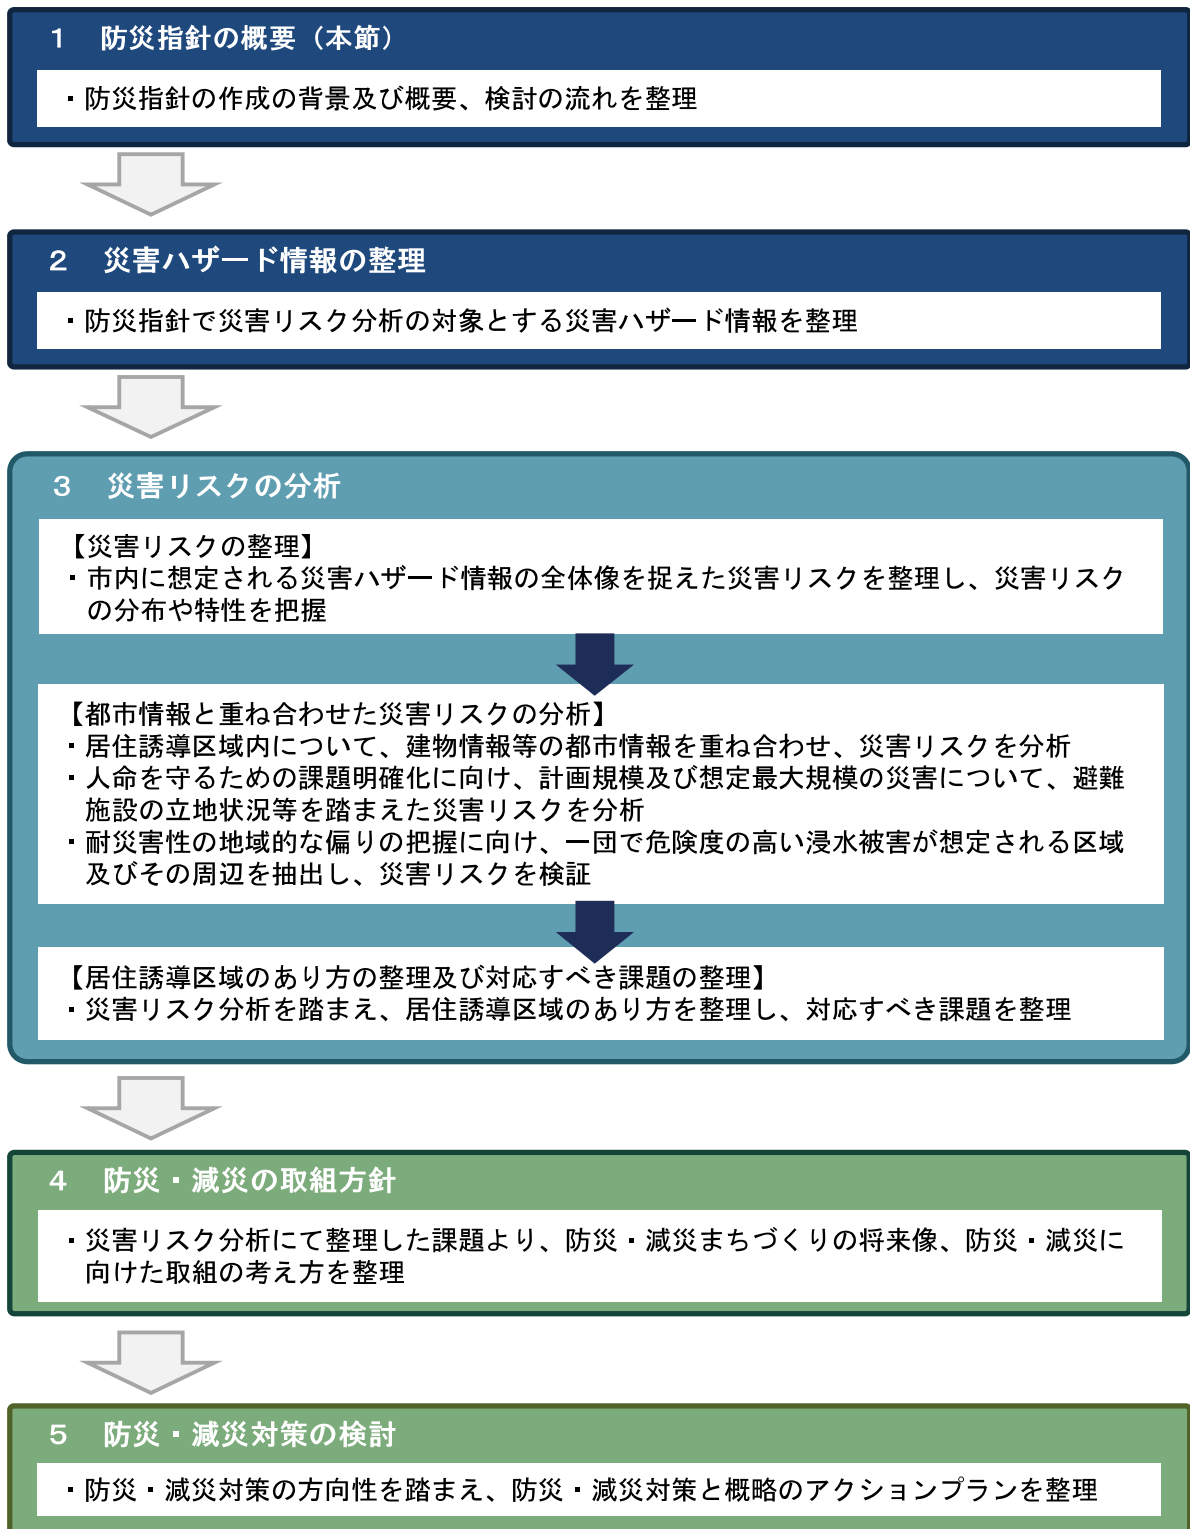 1 防災指針の概要（本節）
・防災指針の作成の背景及び概要、検討の流れを整理
2 災害ハザード情報の整理
・防災指針で災害リスク分析の対象とする災害ハザード情報を整理
3 災害リスクの分析
【災害リスクの整理】
・市内に想定される災害ハザード情報の全体像を捉えた災害リスクを整理し、災害リスク
の分布や特性を把握
【都市情報と重ね合わせた災害リスクの分析】
・居住誘導区域内について、建物情報等の都市情報を重ね合わせ、災害リスクを分析
・人命を守るための課題明確化に向け、計画規模及び想定最大規模の災害について、避難
施設の立地状況等を踏まえた災害リスクを分析
・耐災害性の地域的な偏りの把握に向け、一団で危険度の高い浸水被害が想定される区域
及びその周辺を抽出し、災害リスクを検証
【居住誘導区域のあり方の整理及び対応すべき課題の整理】
・災害リスク分析を踏まえ、居住誘導区域のあり方を整理し、対応すべき課題を整理
4 防災・減災の取組方針
・災害リスク分析にて整理した課題より、防災・減災まちづくりの将来像、防災・減災に
向けた取組の考え方を整理
5 防災・減災対策の検討
・防災・減災対策の方向性を踏まえ、防災・減災対策と概略のアクションプランを整理